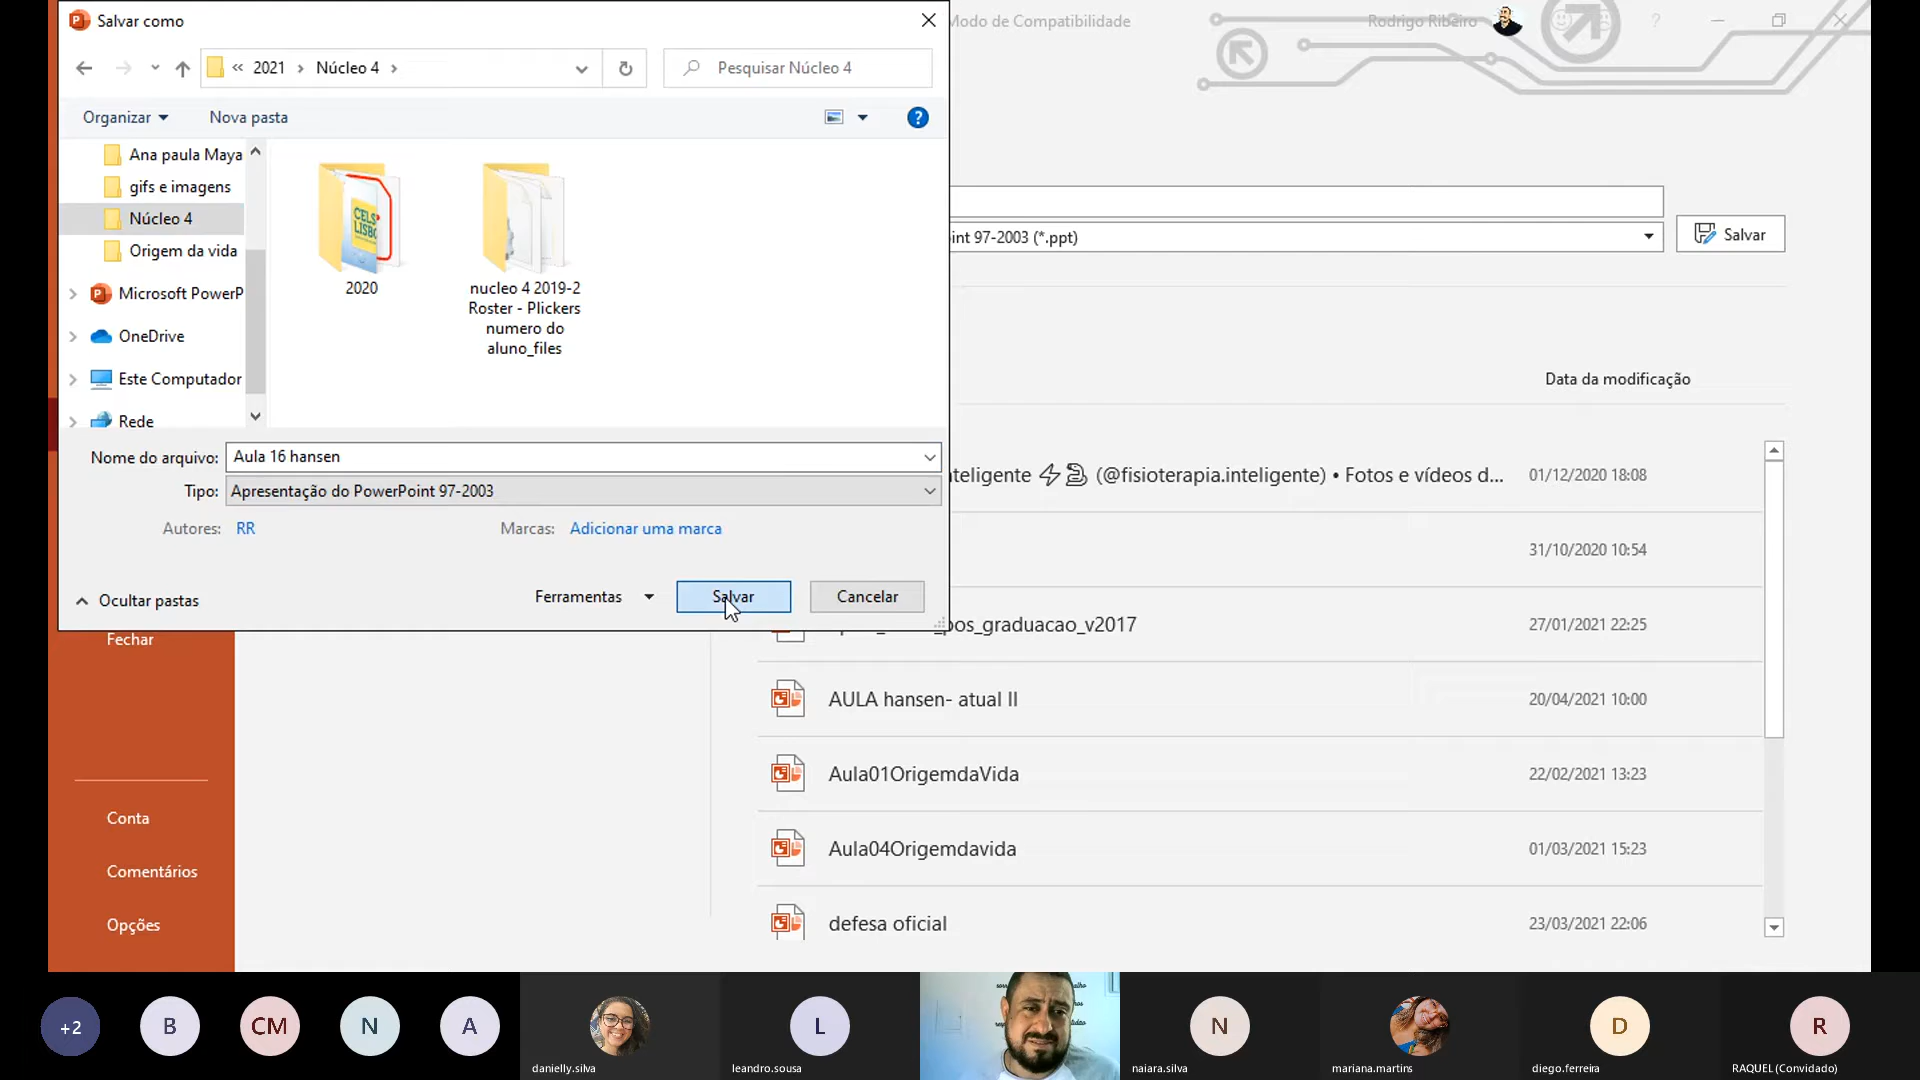 Salvar como
Modo de Compatibilidade
Rodrigo Ribeiro
?
«
2021
Núcleo 4
Pesquisar Núcleo 4
Organizar
Nova pasta
?
Ana paula Maya
gifs e imagens
Núcleo 4
Origem da vida
Microsoft PowerP
OneDrive
Este Computador
Rede
CELS
LISBO
2020
nucleo 4 2019-2
Roster - Plickers
numero do
aluno_files
int 97-2003 (*.ppt)
Salvar
Data da modificação
Nome do arquivo:
Aula 16 hansen
Tipo:
Apresentação do PowerPoint 97-2003
Autores:
RR
Marcas:
Adicionar uma marca
Ocultar pastas
Ferramentas
Salvar
Cancelar
teligente (@fisioterapia.inteligente) • Fotos e vídeos d...
01/12/2020 18:08
31/10/2020 10:54
pos_graduacao_v2017
27/01/2021 22:25
AULA hansen- atual II
20/04/2021 10:00
Aula01OrigemdaVida
22/02/2021 13:23
Aula04Origemdavida
01/03/2021 15:23
defesa oficial
23/03/2021 22:06
Fechar
Conta
Comentários
Opções
+2
B
CM
N
A
danielly.silva
L
leandro.sousa
N
naiara.silva
mariana.martins
D
diego.ferreira
R
RAQUEL (Convidado)